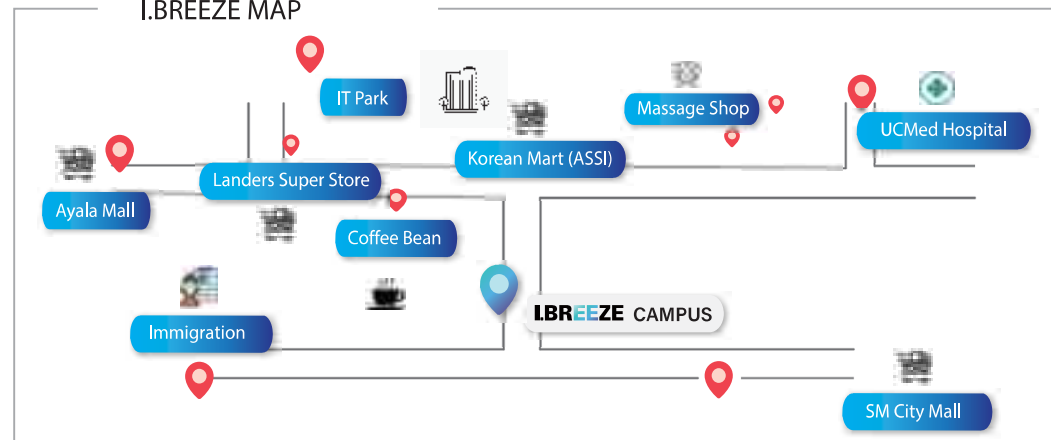 I.BREEZE MAP
IT Park
Massage Shop
UCMed Hospital
Korean Mart (ASSI)
Landers Super Store
Ayala Mall
Coffee Bean
I.BREEZE CAMPUS
Immigration
SM City Mall